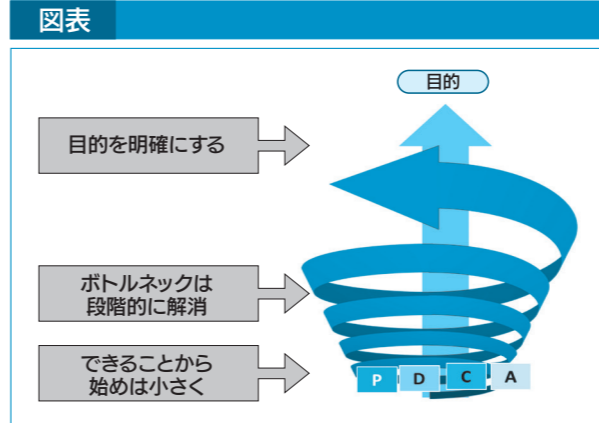 図表
目的
目的を明確にする
ボトルネックは
段階的に解消
できることから
始めは小さく
P D C A